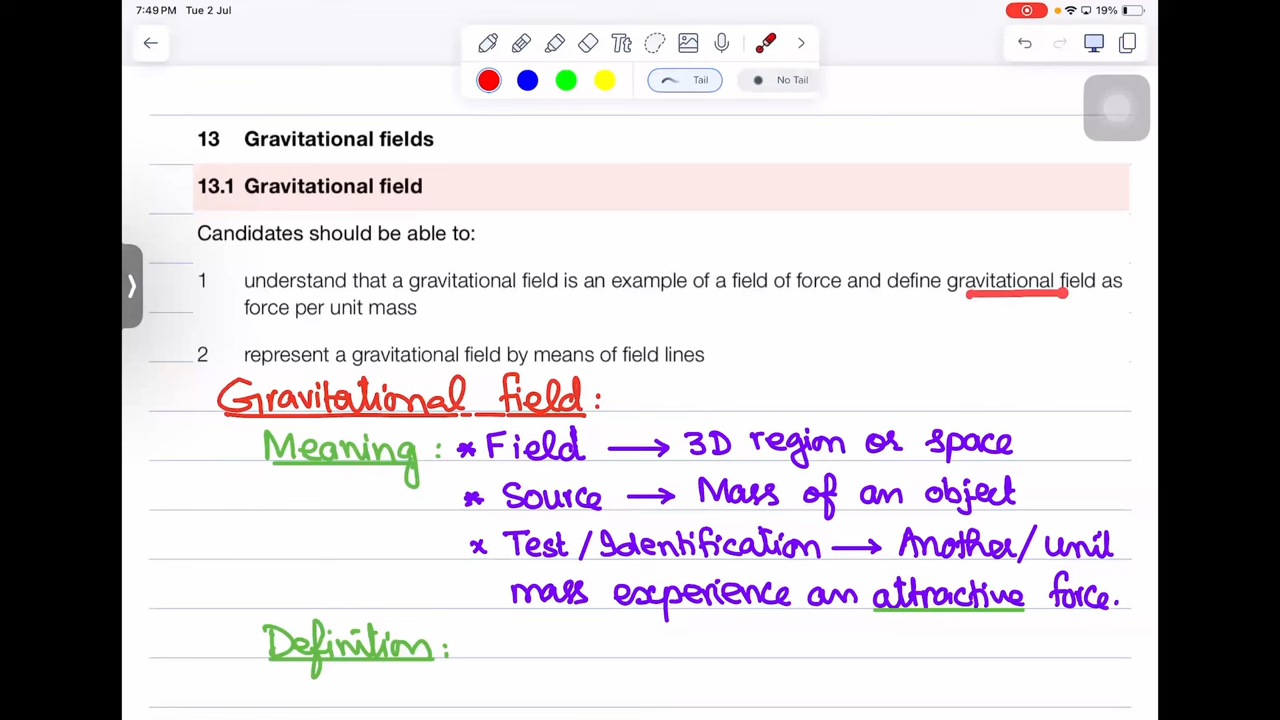 7:49 PM Tue 2 Jul 19%
Tt
Tail No Tail
13 Gravitational fields
13.1 Gravitational field
Candidates should be able to:
1 understand that a gravitational field is an example of a field of force and define gravitational field as
force per unit mass
2 represent a gravitational field by means of field lines
Gravitational field:
Meaning: * Field → 3D region or space
* Source → Mass of an object
* Test/Identification → Another/unit
mass experience an attractive force.
Definition: